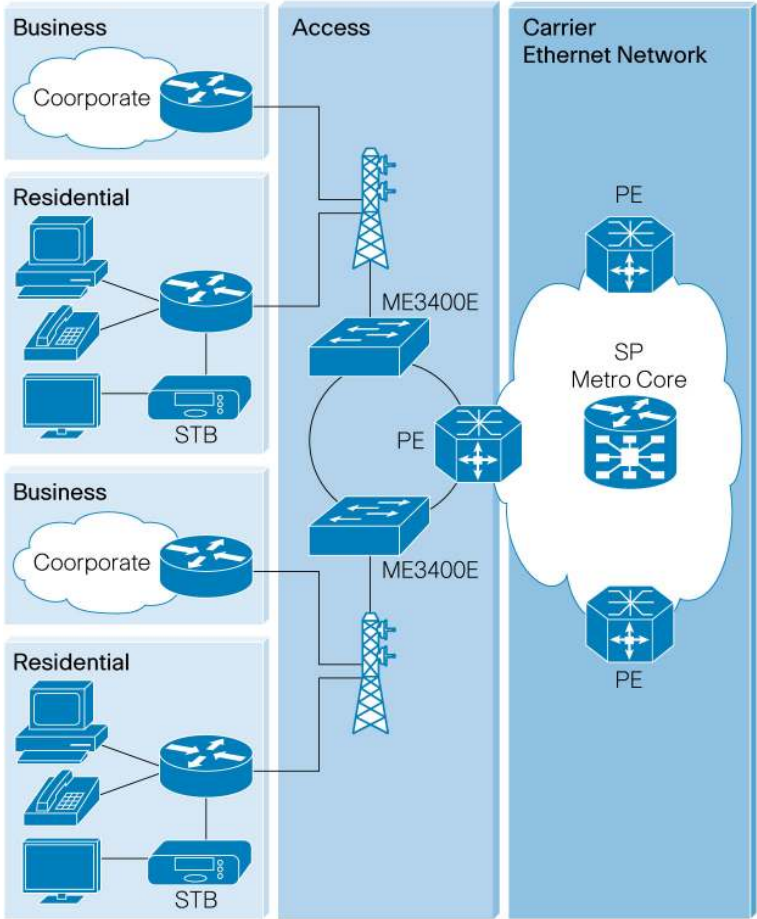 Business
Coorporate
Residential
STB
Business
Coorporate
Residential
STB
Access
ME3400E
PE
ME3400E
Carrier
Ethernet Network
PE
SP
Metro Core
PE